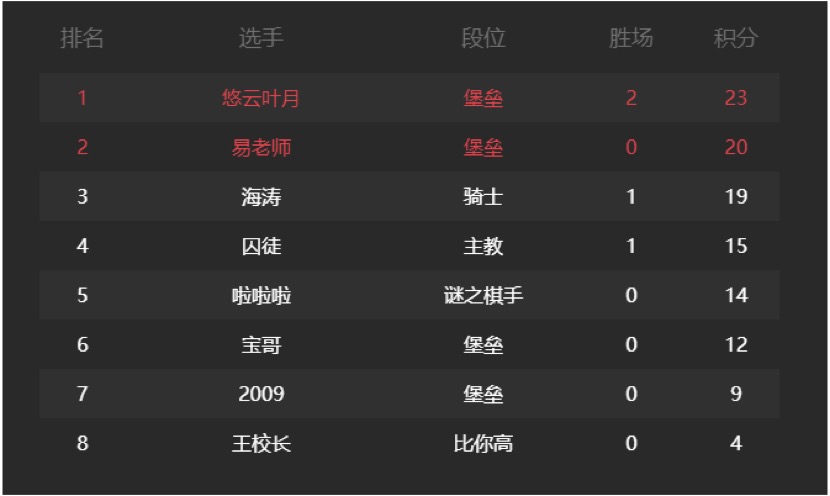 排名 选手 段位 胜场 积分
1 悠云叶月 堡垒 2 23
2 易老师 堡垒 0 20
3 海涛 骑士 1 19
4 囚徒 主教 1 15
5 啦啦啦 谜之棋手 0 14
6 宝哥 堡垒 0 12
7 2009 堡垒 0 9
8 王校长 比你高 0 4